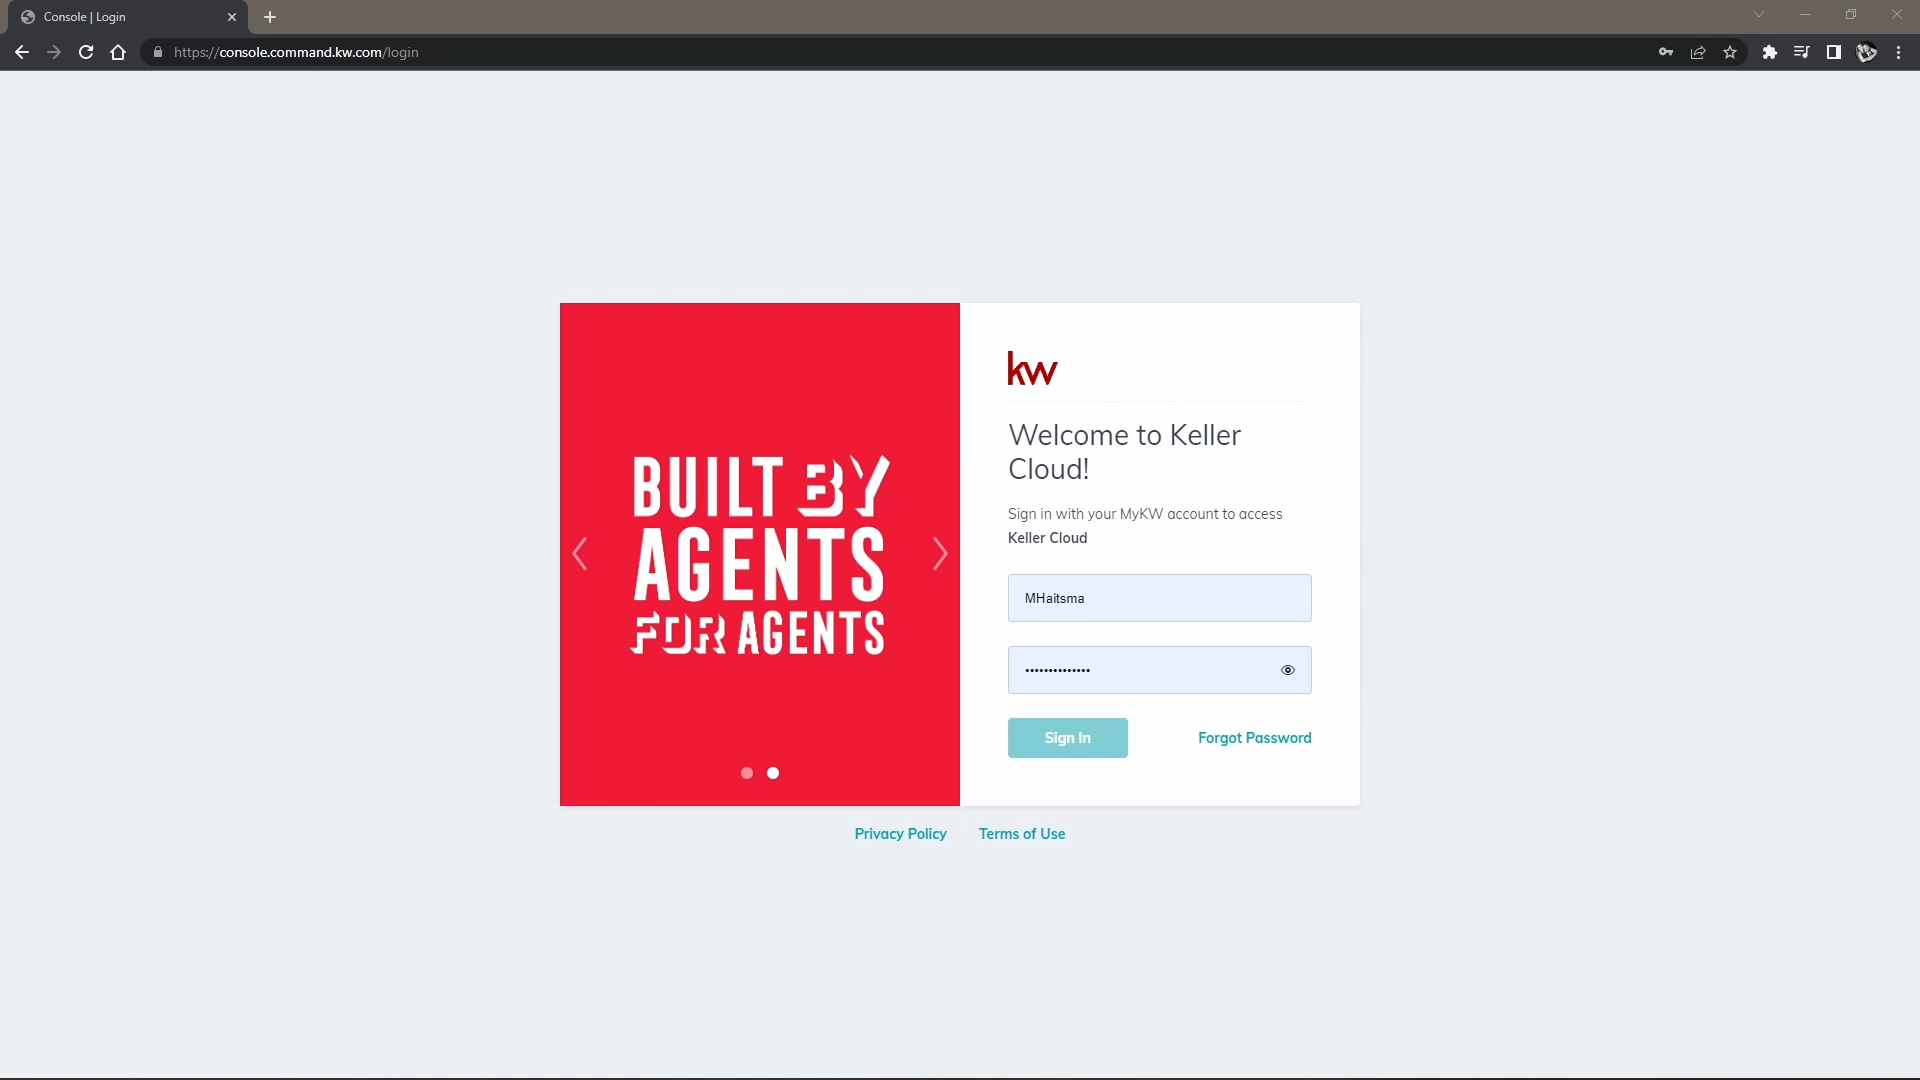 Console | Login
https://console.command.kw.com/login
BUILT BY
AGENTS
FOR AGENTS
kw
Welcome to Keller
Cloud!
Sign in with your MyKW account to access
Keller Cloud
MHaitsma
••••••••••••••
Sign In
Forgot Password
Privacy Policy
Terms of Use